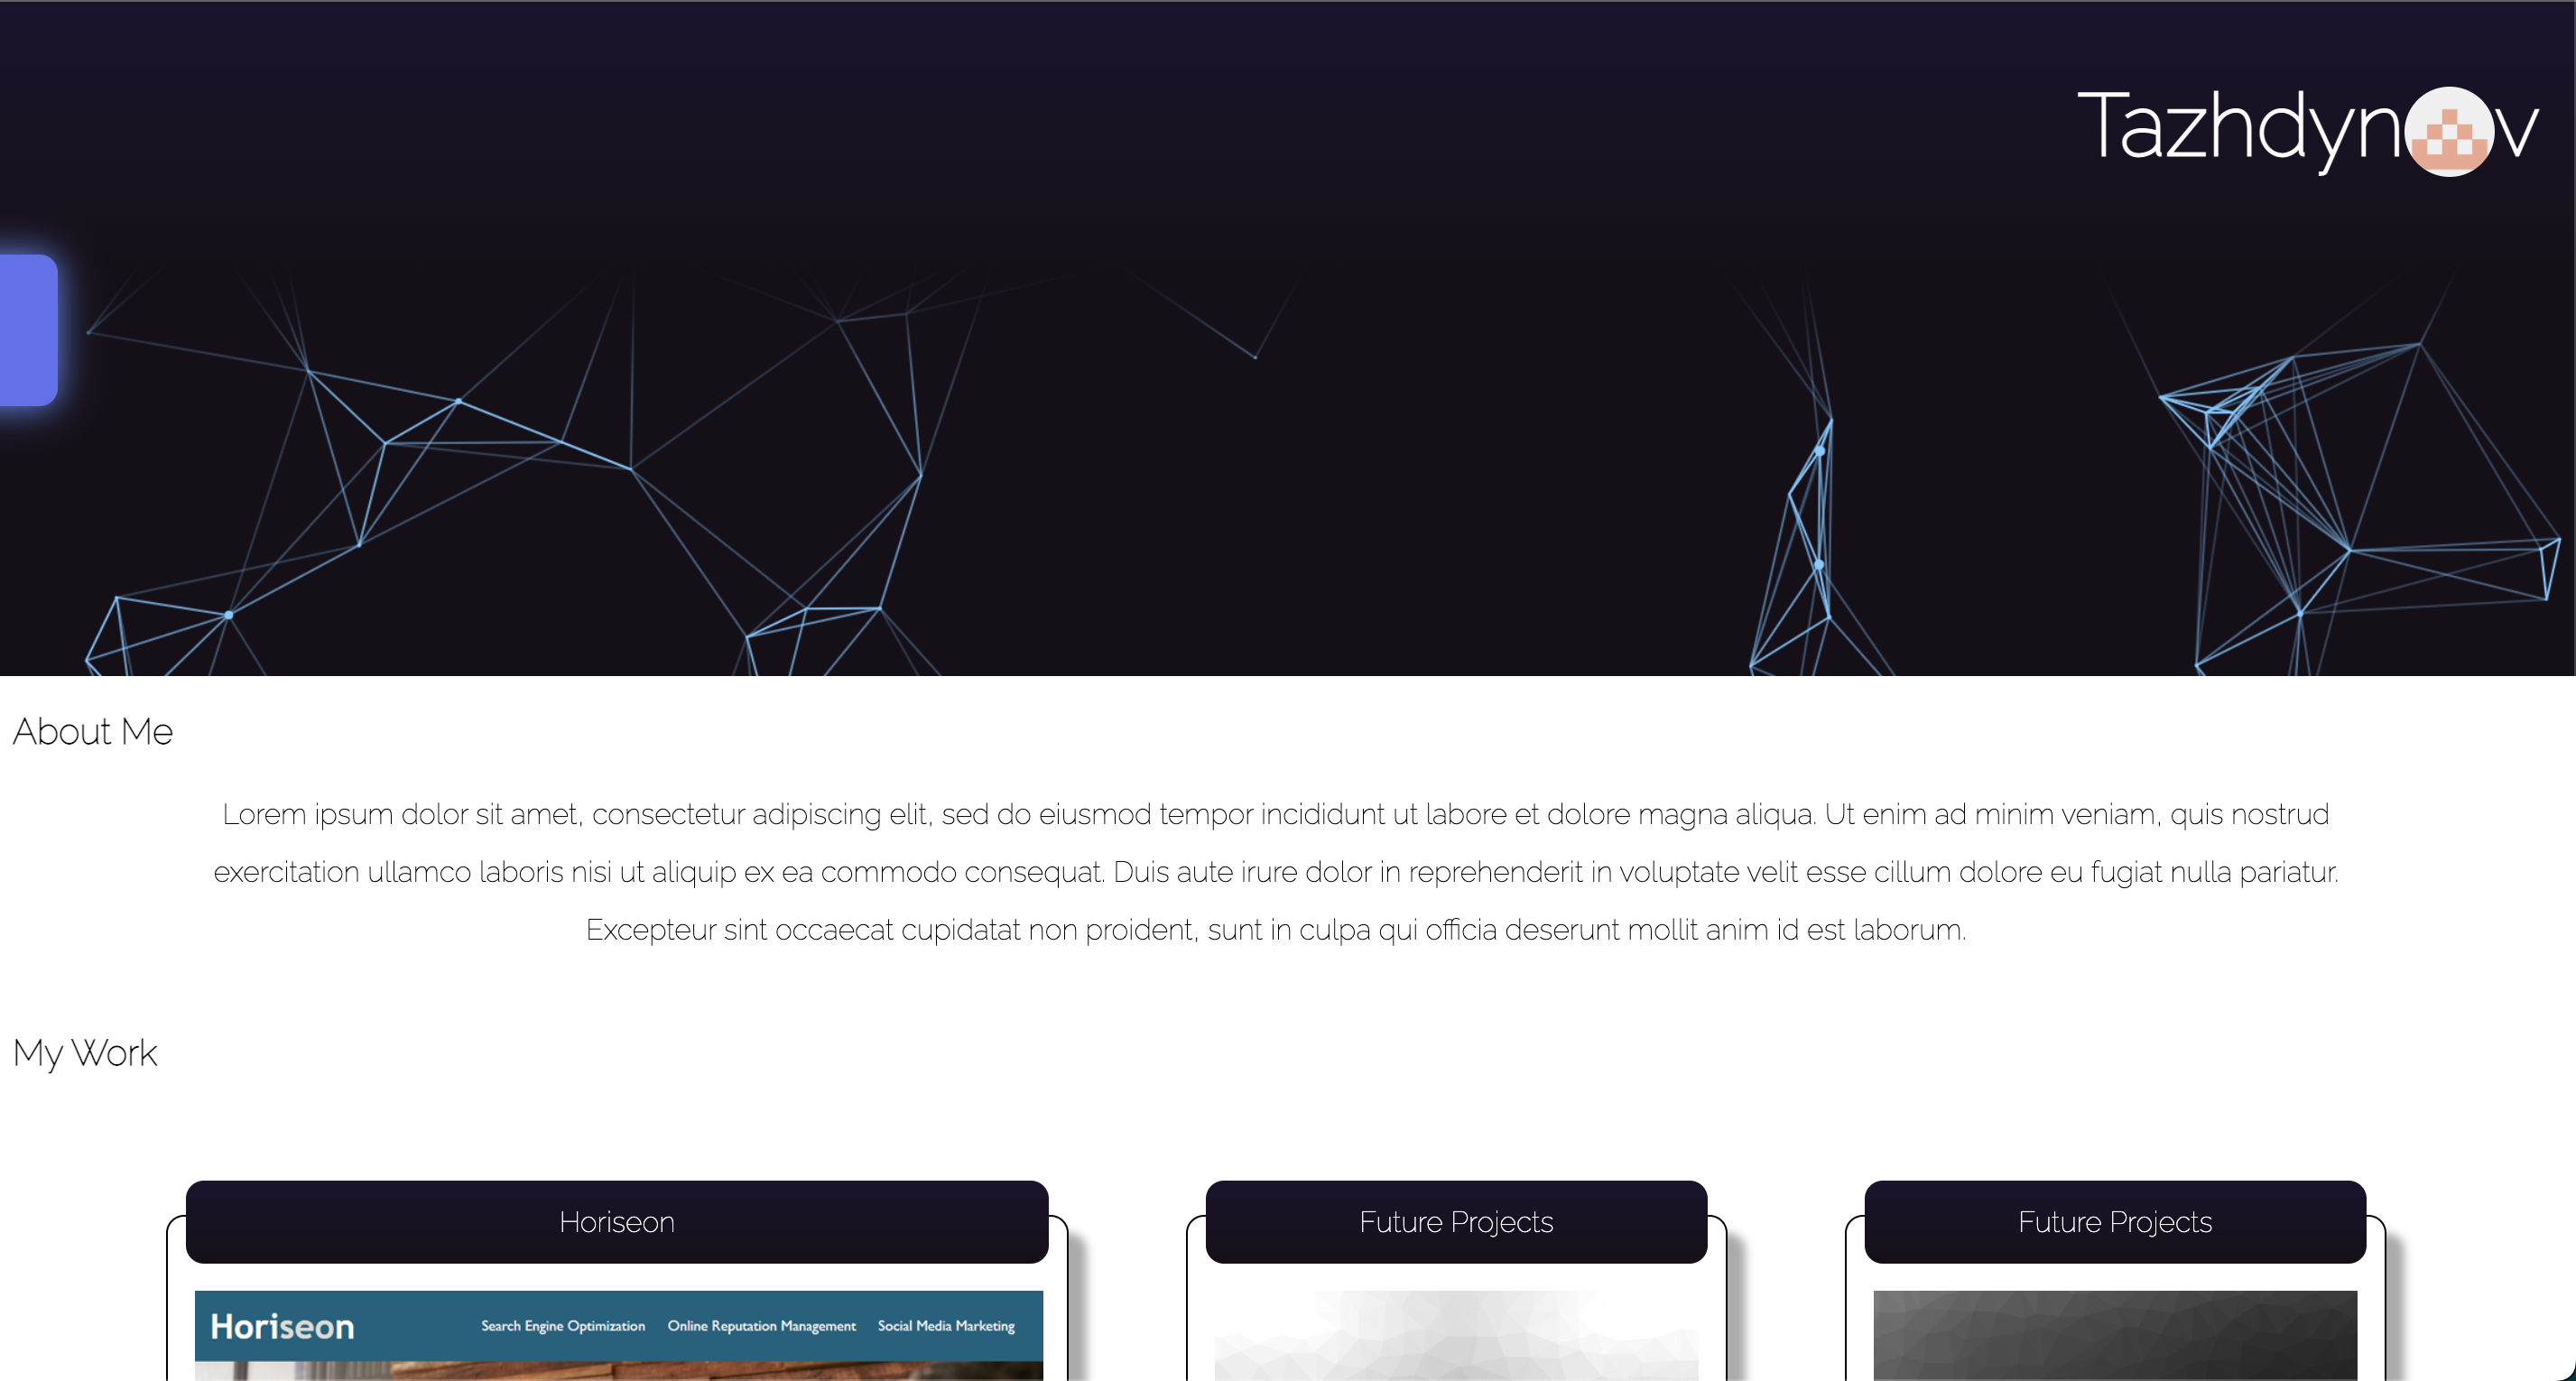 Tazhdynov
About Me
Lorem ipsum dolor sit amet, consectetur adipiscing elit, sed do eiusmod tempor incididunt ut labore et dolore magna aliqua. Ut enim ad minim veniam, quis nostrud
exercitation ullamco laboris nisi ut aliquip ex ea commodo consequat. Duis aute irure dolor in reprehenderit in voluptate velit esse cillum dolore eu fugiat nulla pariatur.
Excepteur sint occaecat cupidatat non proident, sunt in culpa qui officia deserunt mollit anim id est laborum.
My Work
Horiseon
Future Projects
Future Projects
Horiseon
Search Engine Optimization Online Reputation Management Social Media Marketing